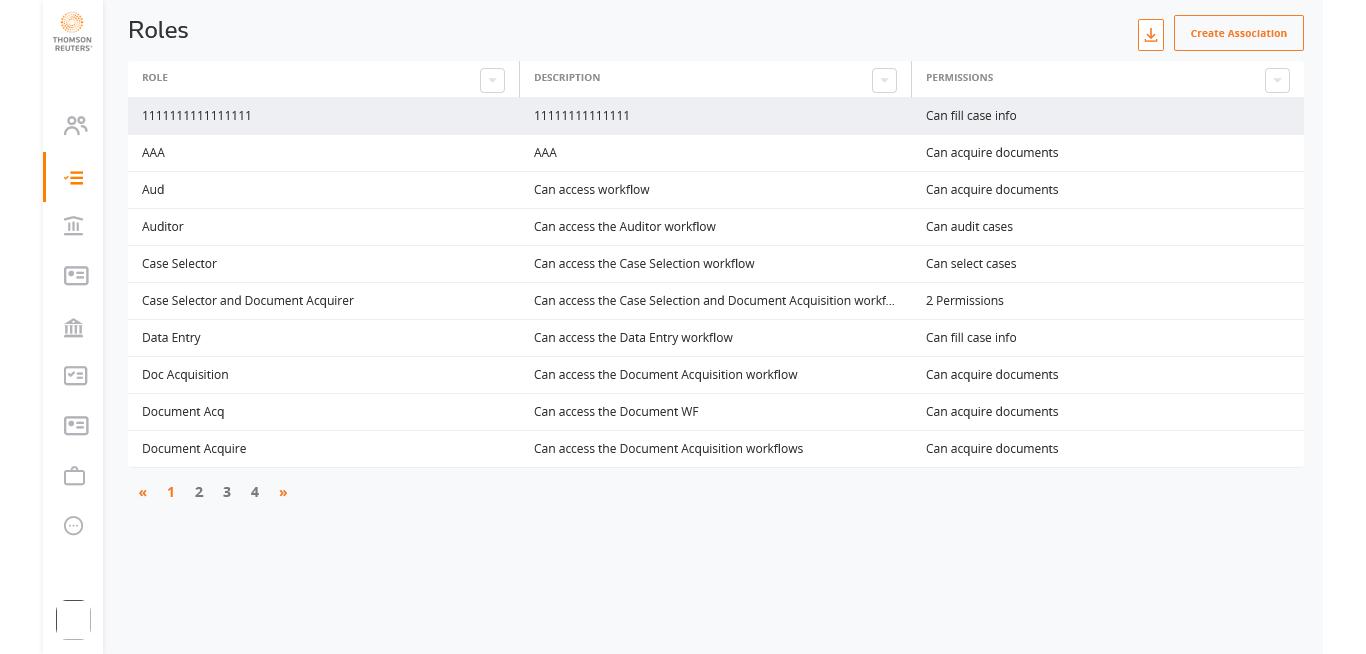 THOMSON
REUTERS®
Roles
Create Association
ROLE DESCRIPTION PERMISSIONS
1111111111111111 11111111111111 Can fill case info
AAA AAA Can acquire documents
Aud Can access workflow Can acquire documents
Auditor Can access the Auditor workflow Can audit cases
Case Selector Can access the Case Selection workflow Can select cases
Case Selector and Document Acquirer Can access the Case Selection and Document Acquisition workf... 2 Permissions
Data Entry Can access the Data Entry workflow Can fill case info
Doc Acquisition Can access the Document Acquisition workflow Can acquire documents
Document Acq Can access the Document WF Can acquire documents
Document Acquire Can access the Document Acquisition workflows Can acquire documents
« 1 2 3 4 »